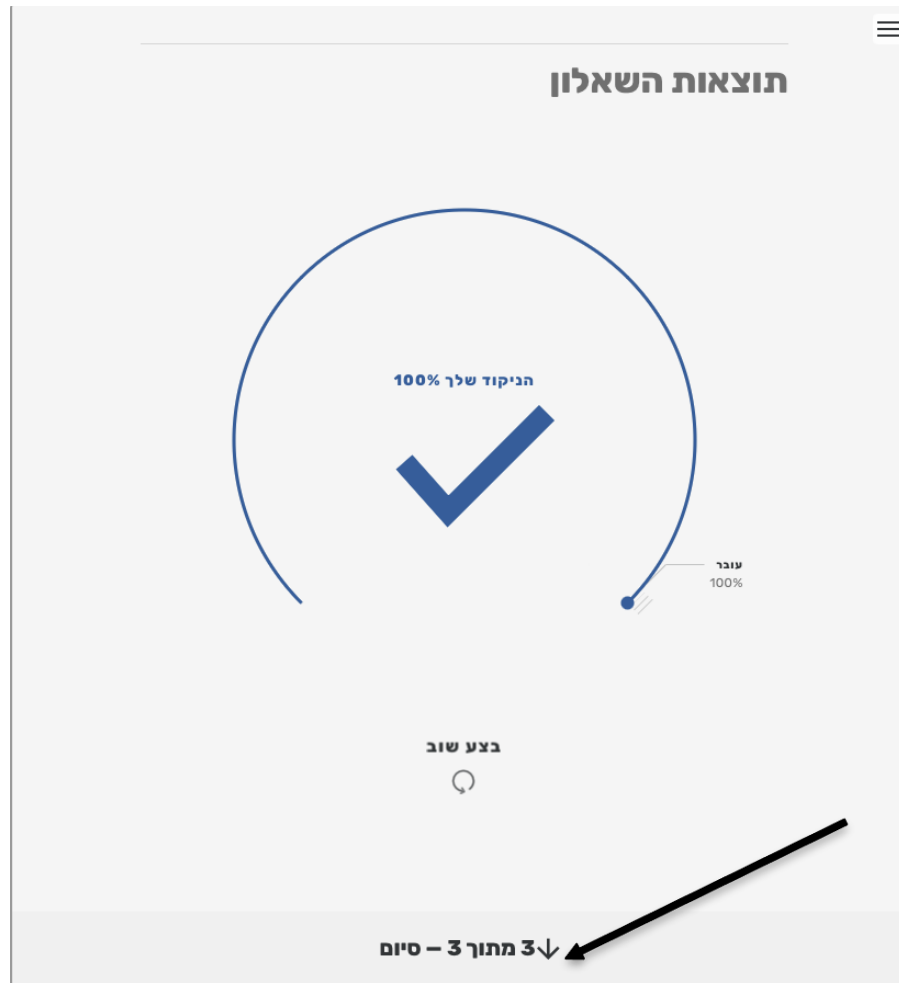 תוצאות השאלון
הניקוד שלך 100%
עובר
100%
בצע שוב
3 מתוך 3 – סיום